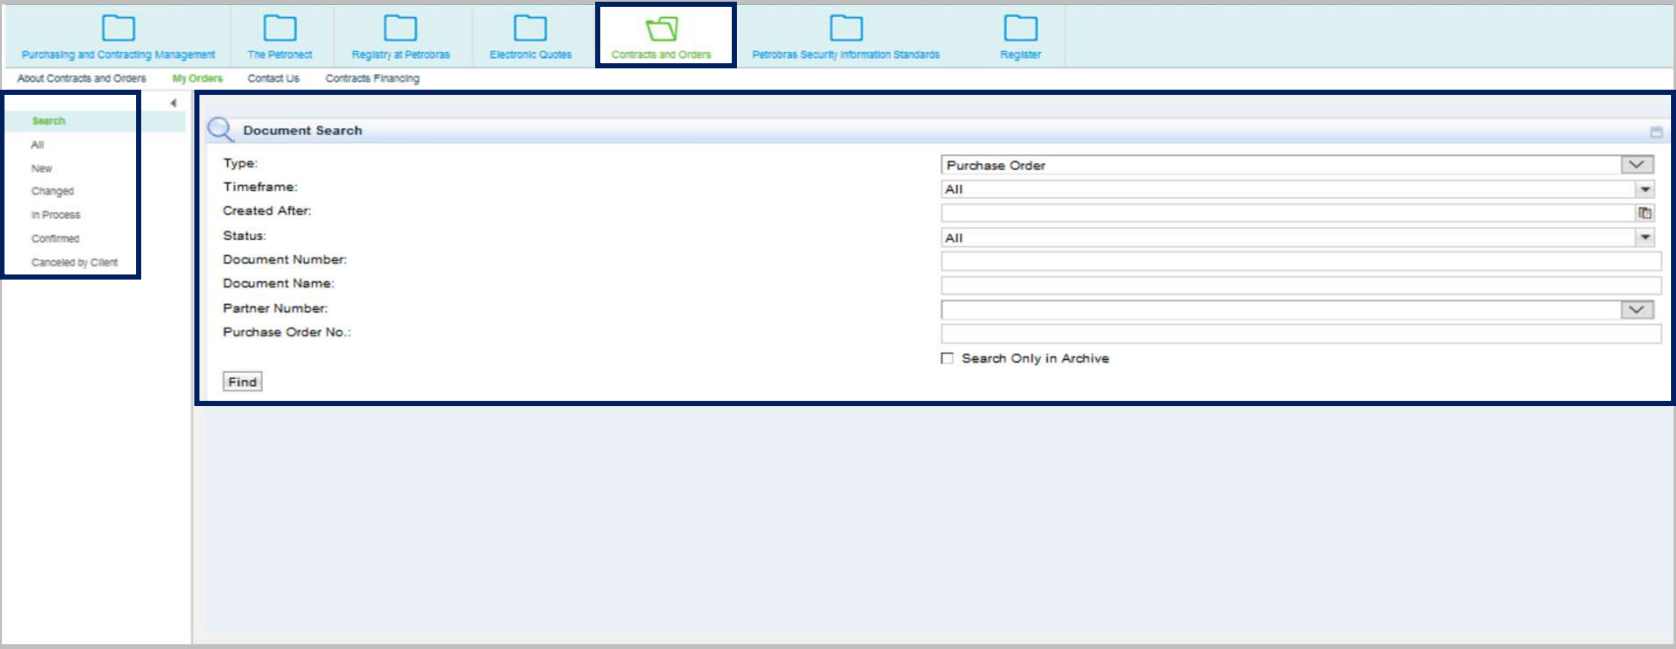 Purchasing and Contracting Management The Petronect Registry at Petrobras Electronic Quotes Contracts and Orders Petrobras Security Information Standards Register
About Contracts and Orders My Orders Contact Us Contracts Financing
Search
All
New
Changed
In Process
Confirmed
Canceled by Client
Document Search
Type: Purchase Order
Timeframe: All
Created After:
Status: All
Document Number:
Document Name:
Partner Number:
Purchase Order No.:
Search Only in Archive
Find